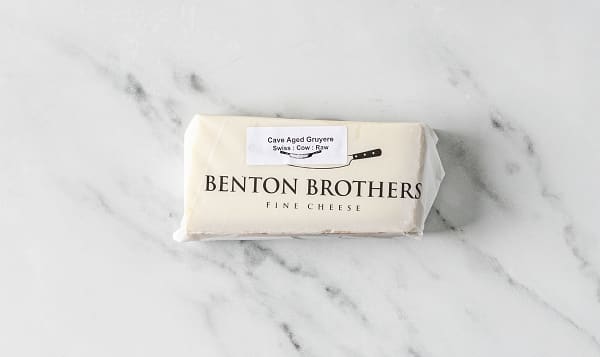 Cave Aged Gruyere
Swiss : Cow : Raw
BENTON BROTHERS
FINE CHEESE